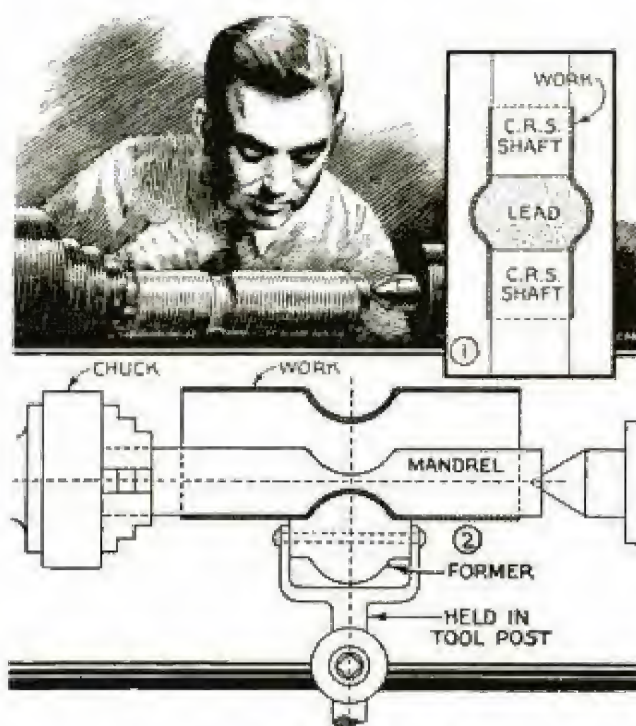 WORK
C.R.S.
SHAFT
LEAD
C.R.S.
SHAFT
1
CHUCK
WORK
MANDREL
2
FORMER
HELD IN
TOOL POST